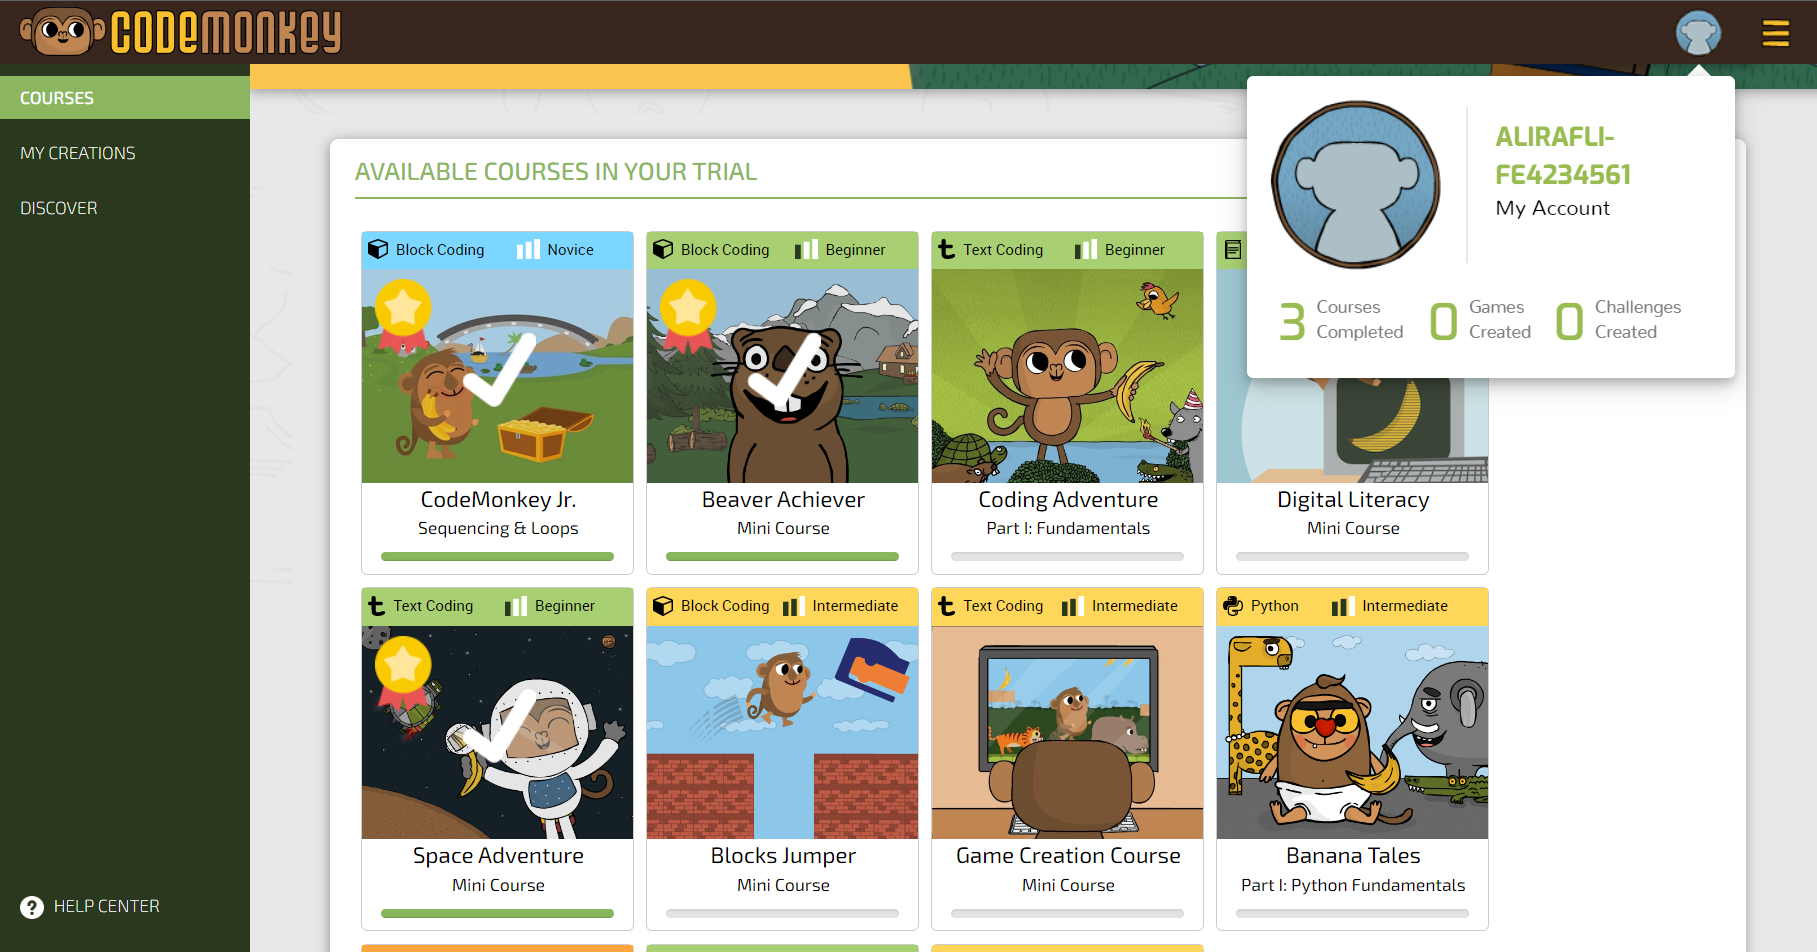 CODEMONKEY
COURSES
MY CREATIONS
DISCOVER
HELP CENTER
AVAILABLE COURSES IN YOUR TRIAL
ALIRAFLI-
FE4234561
My Account
3 Courses Completed
0 Games Created
0 Challenges Created
Block Coding Novice
CodeMonkey Jr.
Sequencing & Loops
Block Coding Beginner
Beaver Achiever
Mini Course
Text Coding Beginner
Coding Adventure
Part I: Fundamentals
Digital Literacy
Mini Course
Text Coding Beginner
Space Adventure
Mini Course
Block Coding Intermediate
Blocks Jumper
Mini Course
Text Coding Intermediate
Game Creation Course
Mini Course
Python Intermediate
Banana Tales
Part I: Python Fundamentals